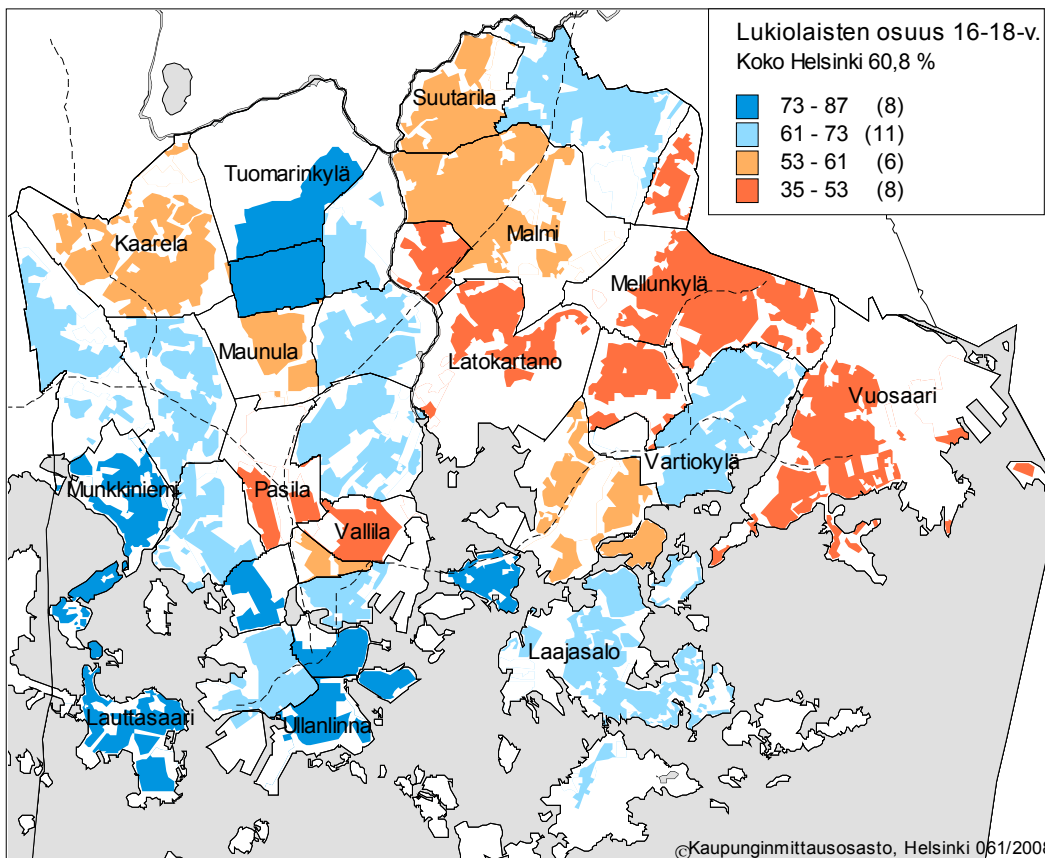 Lukiolaisten osuus 16-18-v.
Koko Helsinki 60,8 %
73 - 87 (8)
61 - 73 (11)
53 - 61 (6)
35 - 53 (8)
Suutarila
Tuomarinkylä
Kaarela
Malmi
Mellunkylä
Maunula
Latokartano
Vuosaari
Vartiokylä
Munkkiniemi
Pasila
Vallila
Laajasalo
Lauttasaari
Ullanlinna
©Kaupunginmittausosasto, Helsinki 061/2008